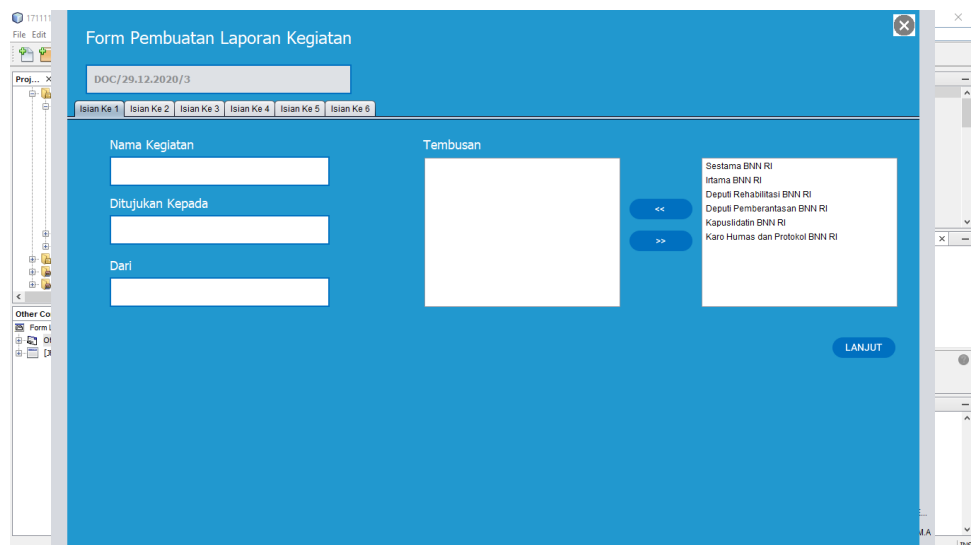 171111
File Edit
Form Pembuatan Laporan Kegiatan
DOC/29.12.2020/3
Proj...
Isian Ke 1 Isian Ke 2 Isian Ke 3 Isian Ke 4 Isian Ke 5 Isian Ke 6
Nama Kegiatan
Ditujukan Kepada
Dari
Tembusan
<<
>>
Sestama BNN RI
Irtama BNN RI
Deputi Rehabilitasi BNN RI
Deputi Pemberantasan BNN RI
Kapuslidatin BNN RI
Karo Humas dan Protokol BNN RI
LANJUT
Other Co
Form